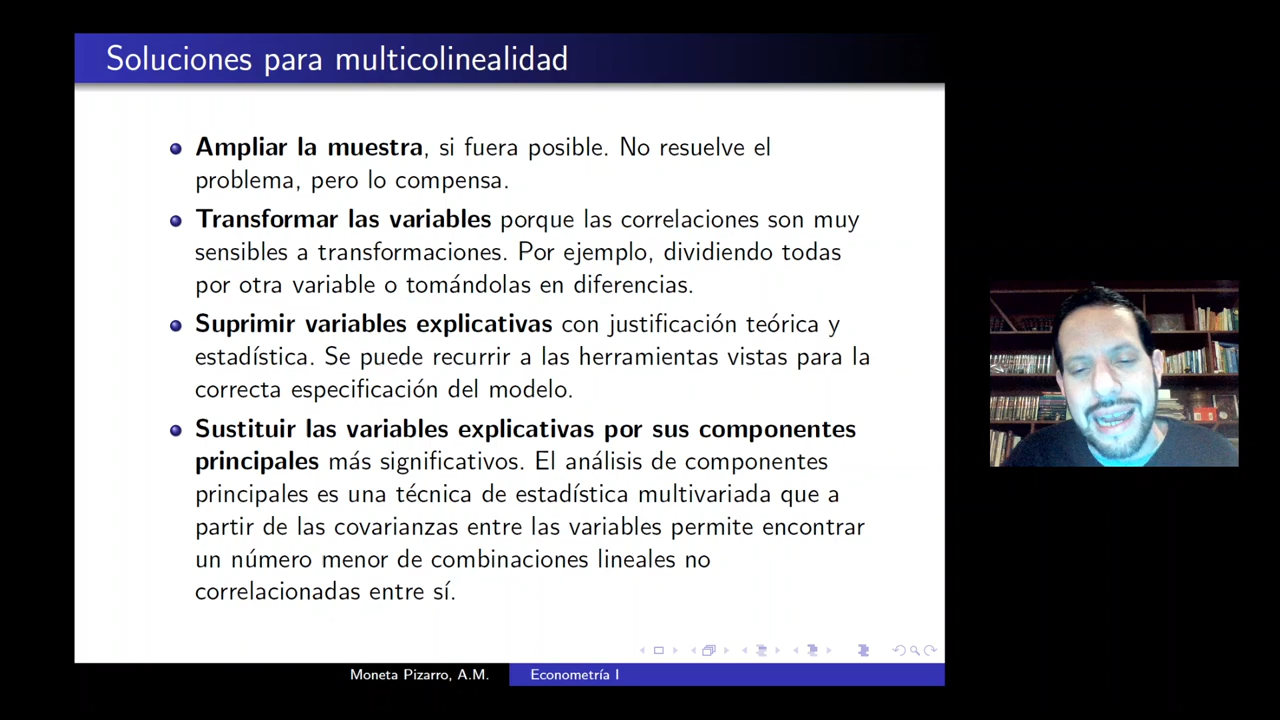 Soluciones para multicolinealidad
Ampliar la muestra, si fuera posible. No resuelve el
problema, pero lo compensa.
Transformar las variables porque las correlaciones son muy
sensibles a transformaciones. Por ejemplo, dividiendo todas
por otra variable o tomándolas en diferencias.
Suprimir variables explicativas con justificación teórica y
estadística. Se puede recurrir a las herramientas vistas para la
correcta especificación del modelo.
Sustituir las variables explicativas por sus componentes
principales más significativos. El análisis de componentes
principales es una técnica de estadística multivariada que a
partir de las covarianzas entre las variables permite encontrar
un número menor de combinaciones lineales no
correlacionadas entre sí.
Moneta Pizarro, A.M.
Econometría I